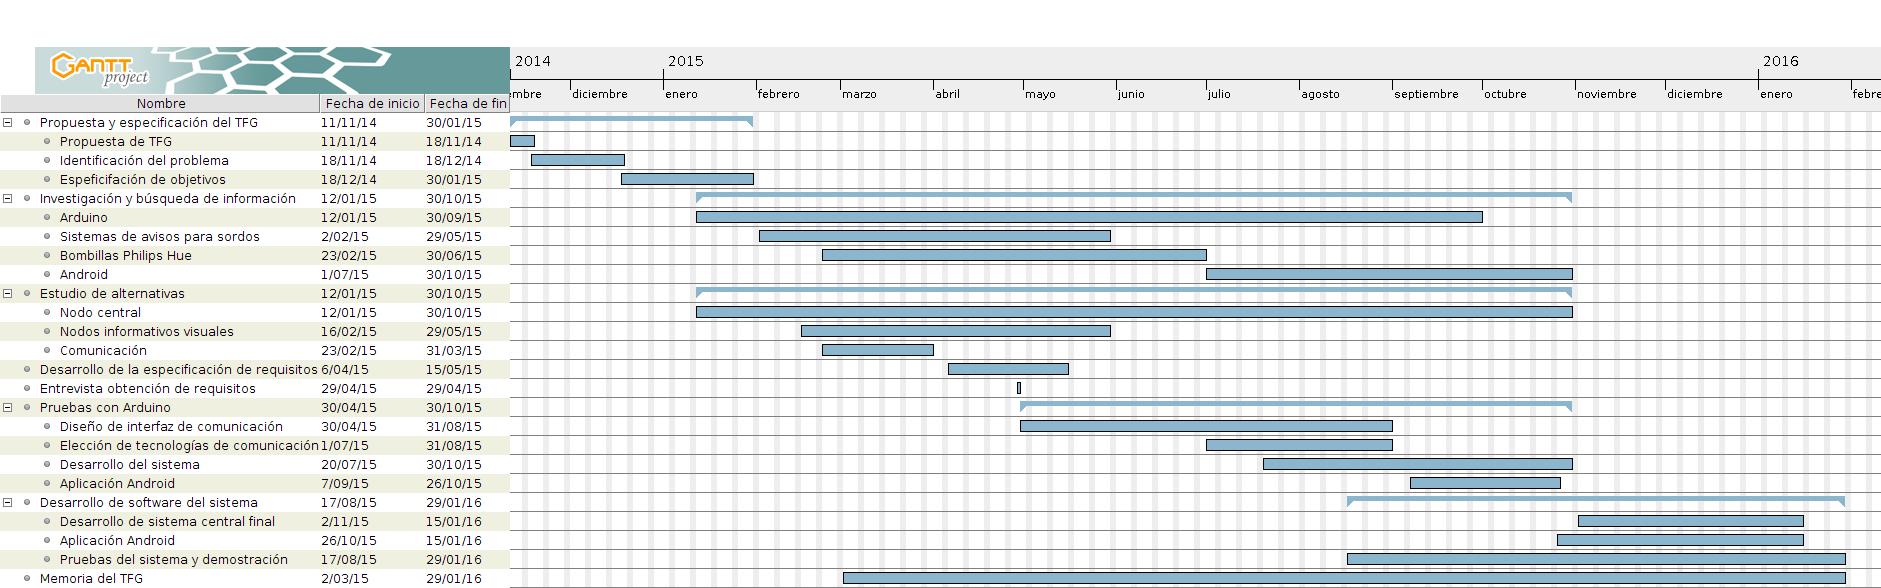 GANTT project
2014 2015 2016
embre diciembre enero febrero marzo abril mayo junio julio agosto septiembre octubre noviembre diciembre enero febre
Nombre Fecha de inicio Fecha de fin
Propuesta y especificación del TFG 11/11/14 30/01/15
Propuesta de TFG 11/11/14 18/11/14
Identificación del problema 18/11/14 18/12/14
Espeficifación de objetivos 18/12/14 30/01/15
Investigación y búsqueda de información 12/01/15 30/10/15
Arduino 12/01/15 30/09/15
Sistemas de avisos para sordos 2/02/15 29/05/15
Bombillas Philips Hue 23/02/15 30/06/15
Android 1/07/15 30/10/15
Estudio de alternativas 12/01/15 30/10/15
Nodo central 12/01/15 30/10/15
Nodos informativos visuales 16/02/15 29/05/15
Comunicación 23/02/15 31/03/15
Desarrollo de la especificación de requisitos 6/04/15 15/05/15
Entrevista obtención de requisitos 29/04/15 29/04/15
Pruebas con Arduino 30/04/15 30/10/15
Diseño de interfaz de comunicación 30/04/15 31/08/15
Elección de tecnologías de comunicación 1/07/15 31/08/15
Desarrollo del sistema 20/07/15 30/10/15
Aplicación Android 7/09/15 26/10/15
Desarrollo de software del sistema 17/08/15 29/01/16
Desarrollo de sistema central final 2/11/15 15/01/16
Aplicación Android 26/10/15 15/01/16
Pruebas del sistema y demostración 17/08/15 29/01/16
Memoria del TFG 2/03/15 29/01/16